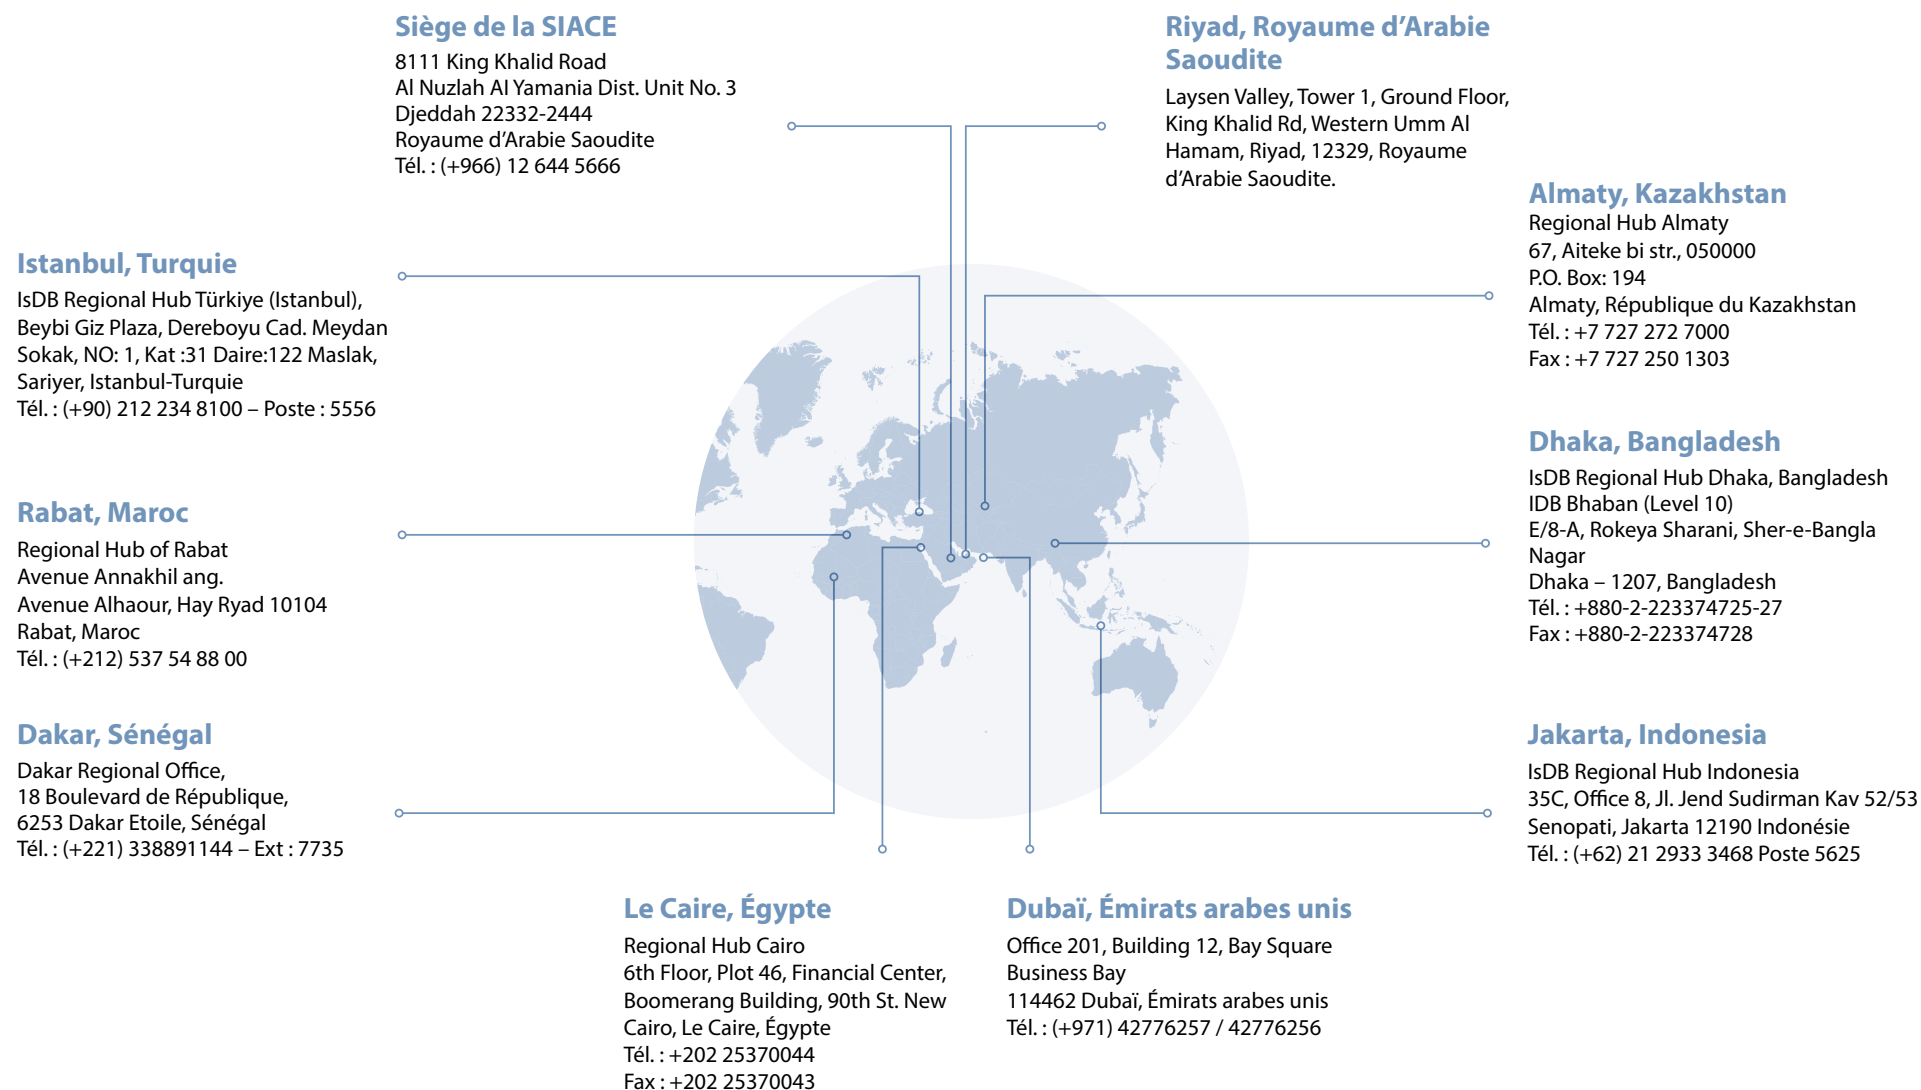 Siège de la SIACE
8111 King Khalid Road
Al Nuzlah Al Yamania Dist. Unit No. 3
Djeddah 22332-2444
Royaume d’Arabie Saoudite
Tél. : (+966) 12 644 5666
Riyad, Royaume d’Arabie
Saoudite
Laysen Valley, Tower 1, Ground Floor,
King Khalid Rd, Western Umm Al
Hamam, Riyad, 12329, Royaume
d’Arabie Saoudite.
Almaty, Kazakhstan
Regional Hub Almaty
67, Aiteke bi str., 050000
P.O. Box: 194
Almaty, République du Kazakhstan
Tél. : +7 727 272 7000
Fax : +7 727 250 1303
Istanbul, Turquie
IsDB Regional Hub Türkiye (Istanbul),
Beybi Giz Plaza, Dereboyu Cad. Meydan
Sokak, NO: 1, Kat :31 Daire:122 Maslak,
Sariyer, Istanbul-Turquie
Tél. : (+90) 212 234 8100 – Poste : 5556
Dhaka, Bangladesh
IsDB Regional Hub Dhaka, Bangladesh
IDB Bhaban (Level 10)
E/8-A, Rokeya Sharani, Sher-e-Bangla
Nagar
Dhaka – 1207, Bangladesh
Tél. : +880-2-223374725-27
Fax : +880-2-223374728
Rabat, Maroc
Regional Hub of Rabat
Avenue Annakhil ang.
Avenue Alhaour, Hay Ryad 10104
Rabat, Maroc
Tél. : (+212) 537 54 88 00
Dakar, Sénégal
Dakar Regional Office,
18 Boulevard de République,
6253 Dakar Etoile, Sénégal
Tél. : (+221) 338891144 – Ext : 7735
Jakarta, Indonesia
IsDB Regional Hub Indonesia
35C, Office 8, Jl. Jend Sudirman Kav 52/53
Senopati, Jakarta 12190 Indonésie
Tél. : (+62) 21 2933 3468 Poste 5625
Le Caire, Égypte
Regional Hub Cairo
6th Floor, Plot 46, Financial Center,
Boomerang Building, 90th St. New
Cairo, Le Caire, Égypte
Tél. : +202 25370044
Fax : +202 25370043
Dubaï, Émirats arabes unis
Office 201, Building 12, Bay Square
Business Bay
114462 Dubaï, Émirats arabes unis
Tél. : (+971) 42776257 / 42776256